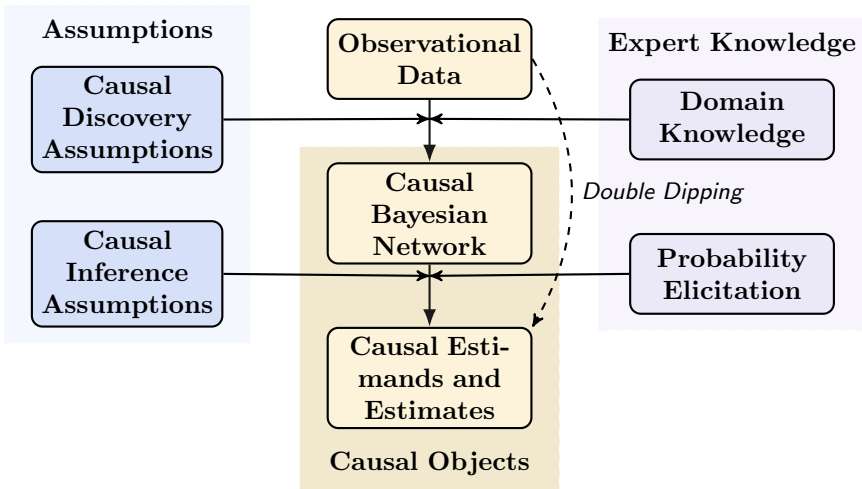 Assumptions
Causal
Discovery
Assumptions
Causal
Inference
Assumptions
Observational
Data
Causal
Bayesian
Network
Causal Esti-
mands and
Estimates
Causal Objects
Double Dipping
Expert Knowledge
Domain
Knowledge
Probability
Elicitation